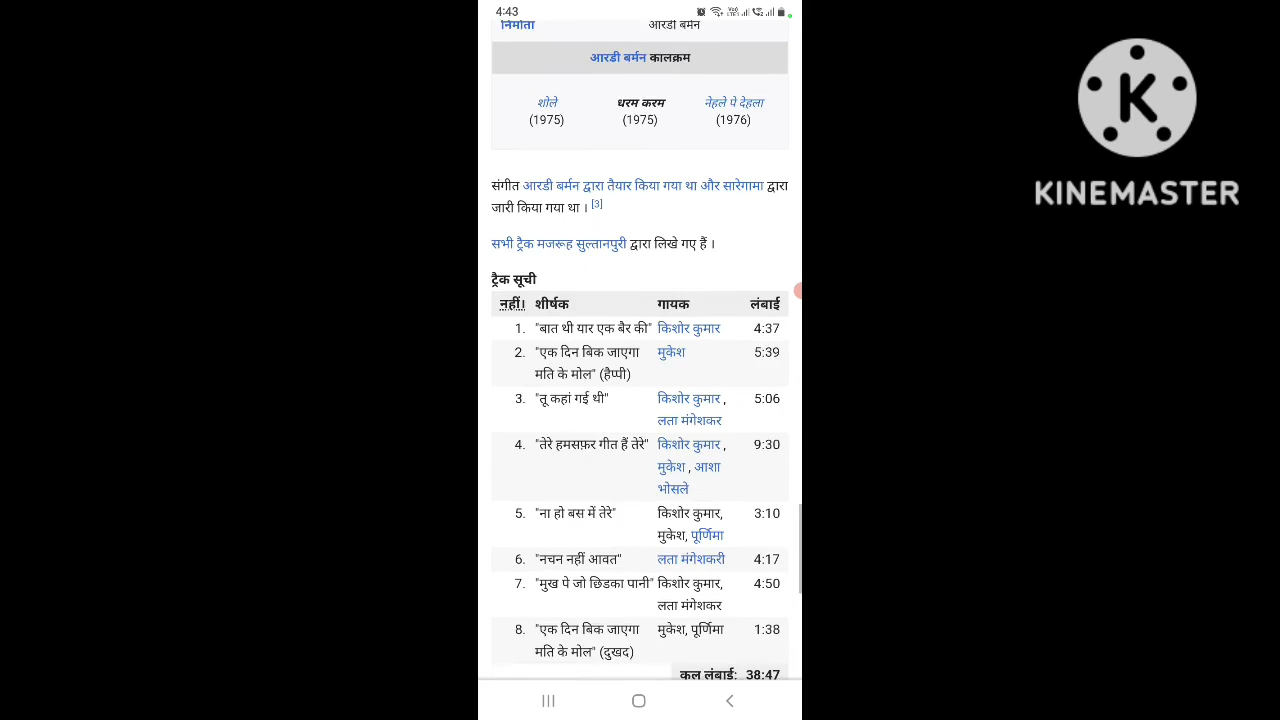 4:43
निर्माता आरडी बर्मन
आरडी बर्मन कालक्रम
शोले धरम करम नेहले पे देहला
(1975) (1975) (1976)
संगीत आरडी बर्मन द्वारा तैयार किया गया था और सारेगामा द्वारा
जारी किया गया था । [3]
सभी ट्रैक मजरूह सुल्तानपुरी द्वारा लिखे गए हैं ।
ट्रैक सूची
नहीं। शीर्षक गायक लंबाई
1. "बात थी यार एक बैर की" किशोर कुमार 4:37
2. "एक दिन बिक जाएगा मुकेश 5:39
मति के मोल" (हैप्पी)
3. "तू कहां गई थी" किशोर कुमार , 5:06
लता मंगेशकर
4. "तेरे हमसफ़र गीत हैं तेरे" किशोर कुमार , 9:30
मुकेश , आशा
भोसले
5. "ना हो बस में तेरे" किशोर कुमार, 3:10
मुकेश, पूर्णिमा
6. "नचन नहीं आवत" लता मंगेशकरी 4:17
7. "मुख पे जो छिडका पानी" किशोर कुमार, 4:50
लता मंगेशकर
8. "एक दिन बिक जाएगा मुकेश, पूर्णिमा 1:38
मति के मोल" (दुखद)
कुल लंबाई: 38:47
K
KINEMASTER